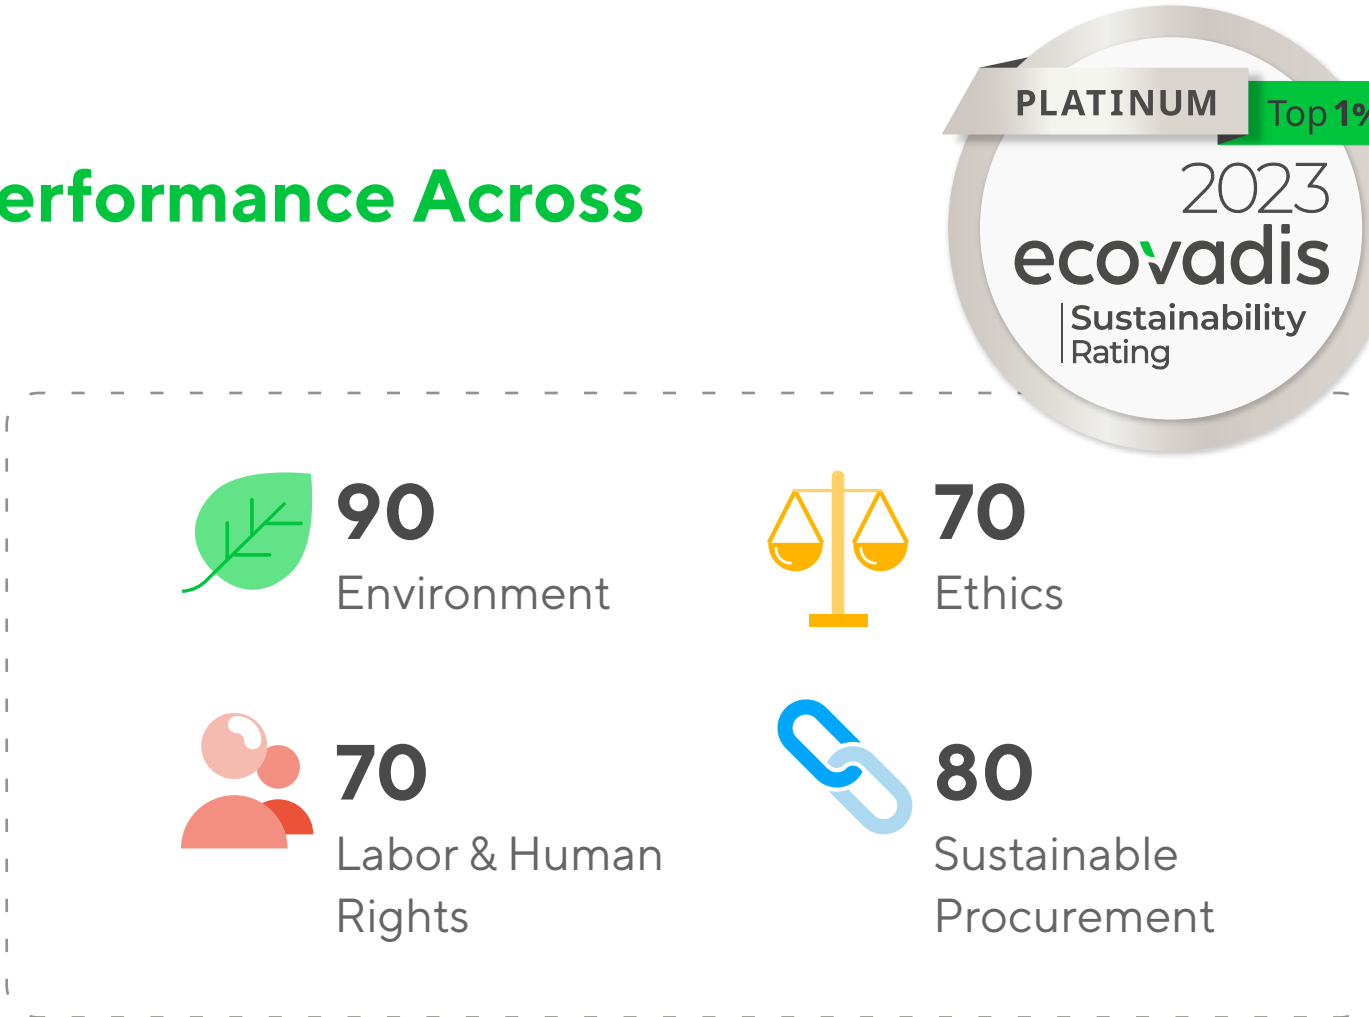 erformance Across
PLATINUM
Top 1%
2023
ecovadis
Sustainability
Rating
90
Environment
70
Ethics
70
Labor & Human
Rights
80
Sustainable
Procurement